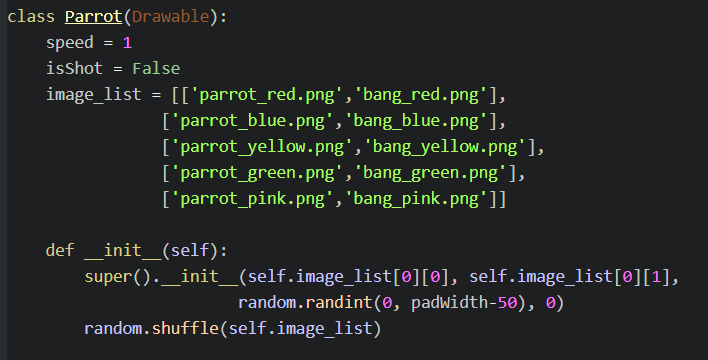 class Parrot(Drawable):
    speed = 1
    isShot = False
    image_list = [['parrot_red.png','bang_red.png'],
                ['parrot_blue.png','bang_blue.png'],
                ['parrot_yellow.png','bang_yellow.png'],
                ['parrot_green.png','bang_green.png'],
                ['parrot_pink.png','bang_pink.png']]

    def __init__(self):
        super().__init__(self.image_list[0][0], self.image_list[0][1],
                        random.randint(0, padWidth-50), 0)
        random.shuffle(self.image_list)